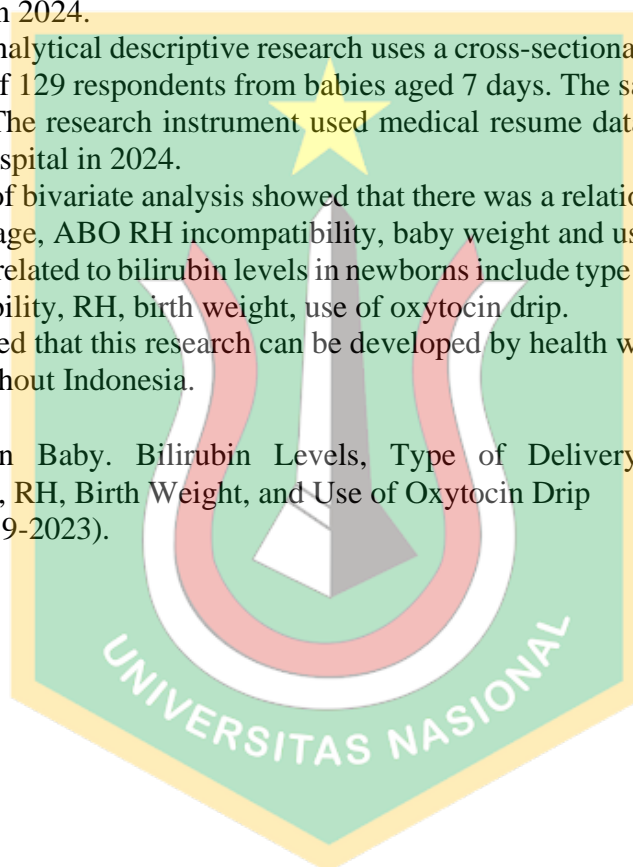 n 2024.
nalytical descriptive research uses a cross-sectional
f 129 respondents from babies aged 7 days. The sa
The research instrument used medical resume data
spital in 2024.
of bivariate analysis showed that there was a relatio
age, ABO RH incompatibility, baby weight and us
related to bilirubin levels in newborns include type
bility, RH, birth weight, use of oxytocin drip.
ed that this research can be developed by health w
hout Indonesia.
n Baby. Bilirubin Levels, Type of Delivery
, RH, Birth Weight, and Use of Oxytocin Drip
9-2023).
UNIVERSITAS NASIONAL